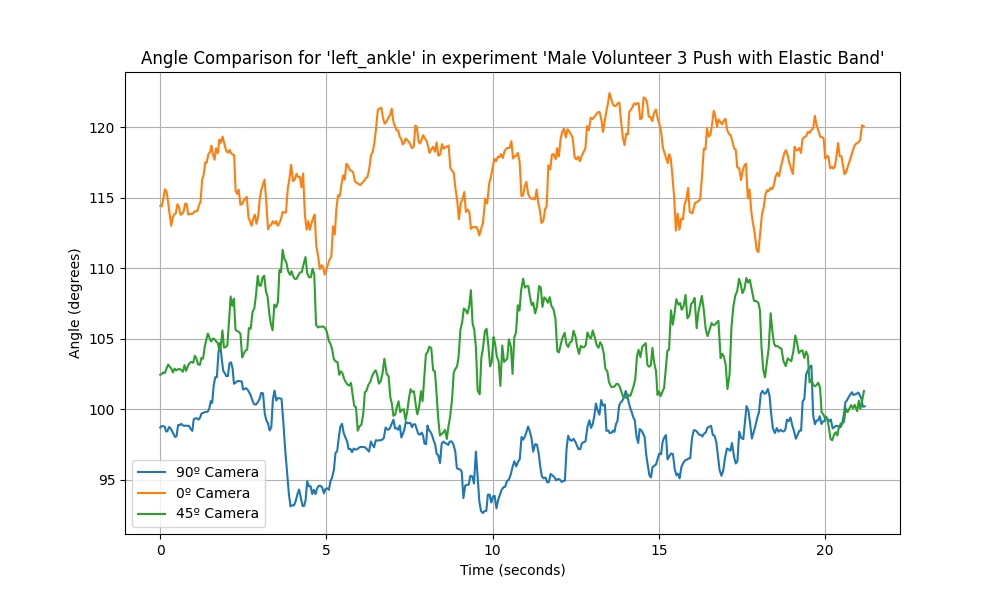 Angle Comparison for 'left_ankle' in experiment 'Male Volunteer 3 Push with Elastic Band'
Angle (degrees)
120
115
110
105
100
95
90º Camera
0º Camera
45º Camera
0
5
10
15
20
Time (seconds)